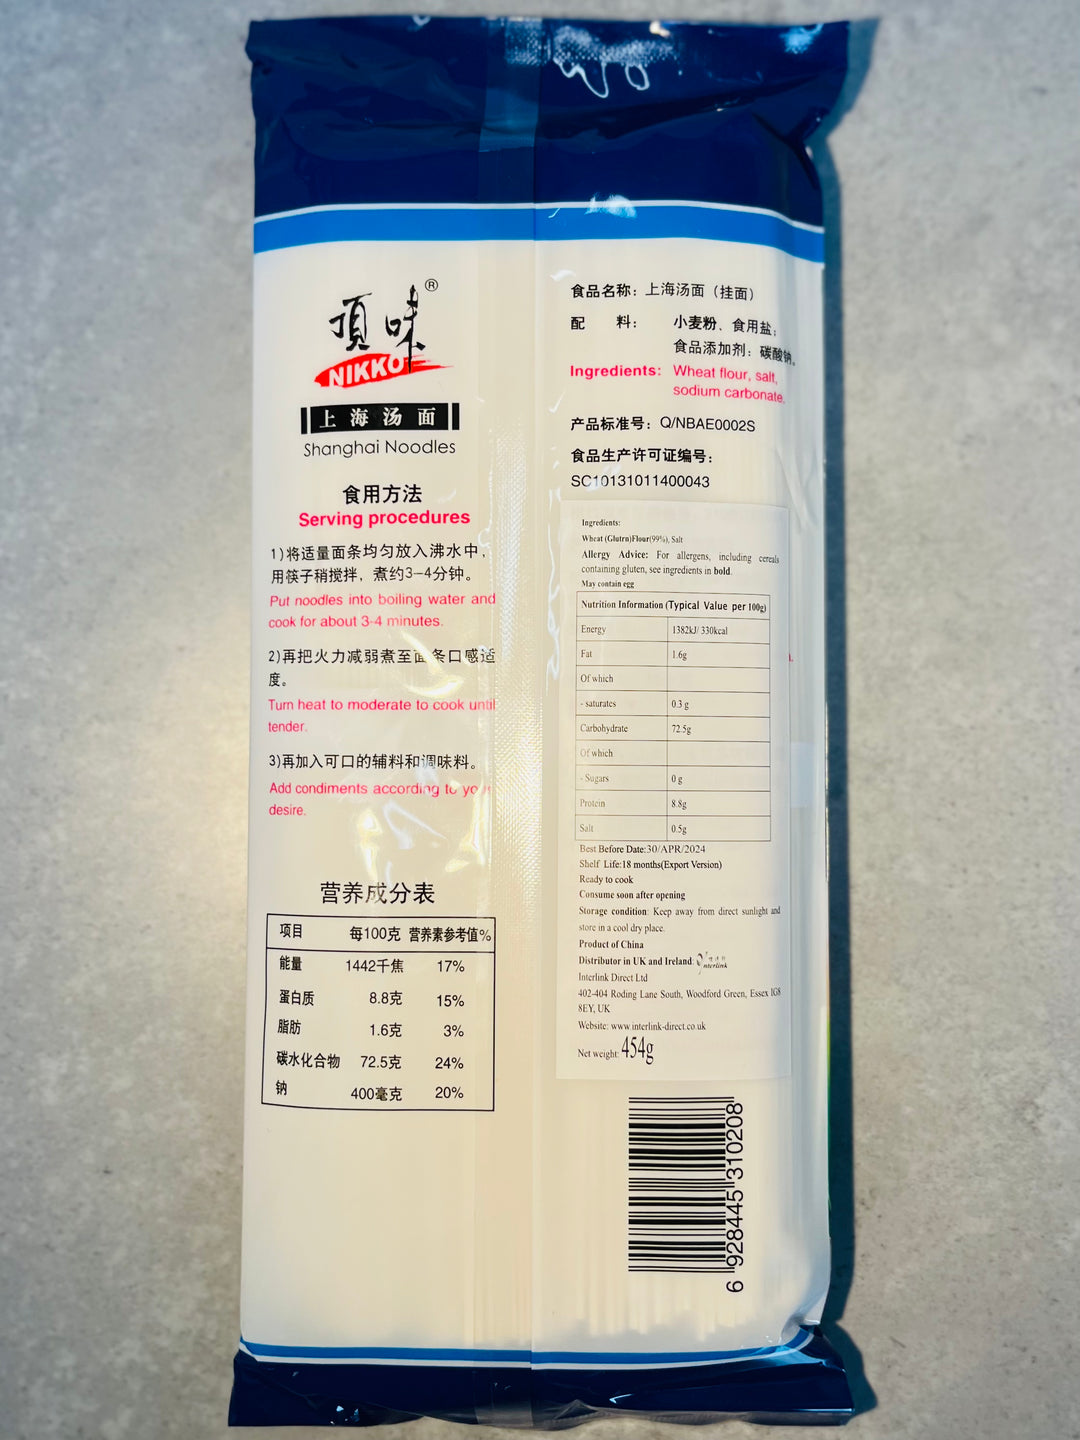 頂味®
NIKKO
上海汤面
Shanghai Noodles
食用方法
Serving procedures
1)将适量面条均匀放入沸水中，
用筷子稍搅拌，煮约3-4分钟。
Put noodles into boiling water and
cook for about 3-4 minutes.
2)再把火力减弱煮至面条口感适
度。
Turn heat to moderate to cook until
tender.
3)再加入可口的辅料和调味料。
Add condiments according to your
desire.
营养成分表
项目 每100克 营养素参考值%
能量 1442千焦 17%
蛋白质 8.8克 15%
脂肪 1.6克 3%
碳水化合物 72.5克 24%
钠 400毫克 20%
食品名称：上海汤面（挂面）
配 料： 小麦粉、食用盐；
食品添加剂：碳酸钠。
Ingredients: Wheat flour, salt,
sodium carbonate.
产品标准号：Q/NBAE0002S
食品生产许可证编号：
SC10131011400043
Ingredients:
Wheat (Glutrn)Flour(99%), Salt
Allergy Advice: For allergens, including cereals
containing gluten, see ingredients in bold.
May contain egg
Nutrition Information (Typical Value per 100g)
Energy 1382kJ/ 330kcal
Fat 1.6g
Of which
- saturates 0.3 g
Carbohydrate 72.5g
Of which
- Sugars 0 g
Protein 8.8g
Salt 0.5g
Best Before Date:30/APR/2024
Shelf Life:18 months(Export Version)
Ready to cook
Consume soon after opening
Storage condition: Keep away from direct sunlight and
store in a cool dry place.
Product of China
Distributor in UK and Ireland: interlink
Interlink Direct Ltd
402-404 Roding Lane South, Woodford Green, Essex IG8
8EY, UK
Website: www.interlink-direct.co.uk
Net weight: 454g
6 928445 310208